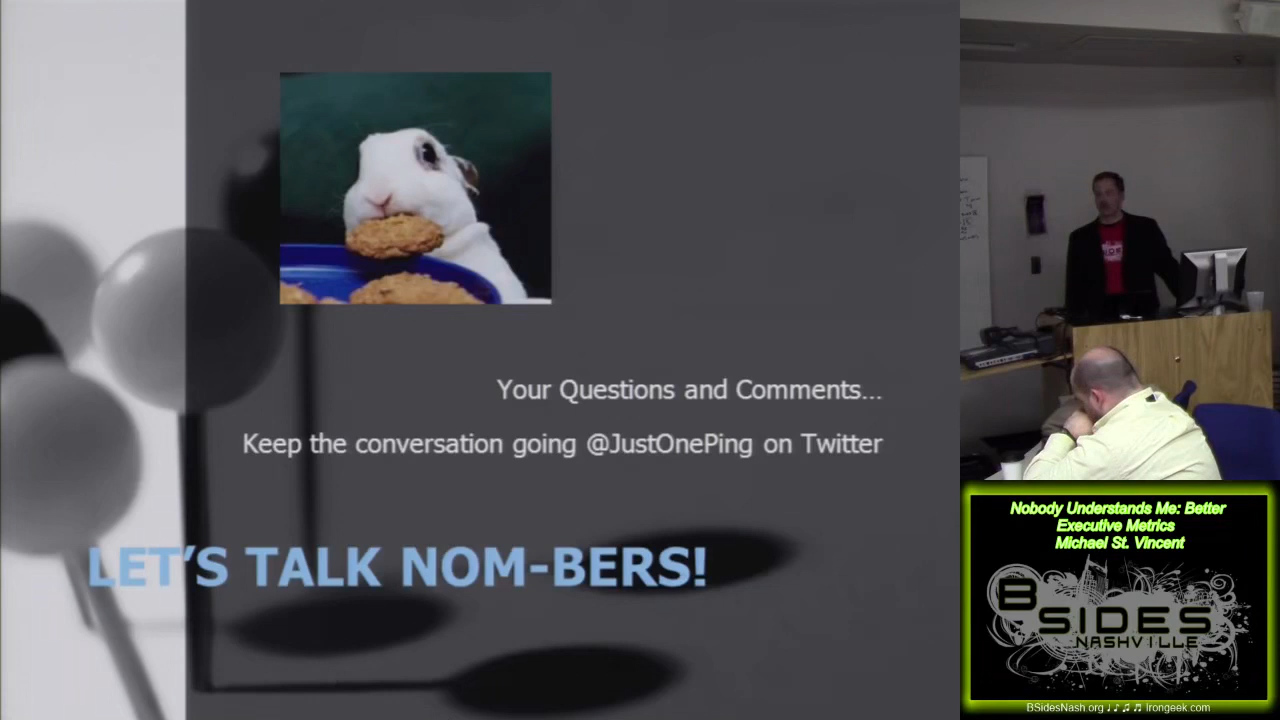 Your Questions and Comments...
Keep the conversation going @JustOnePing on Twitter
LET'S TALK NOM-BERS!
Nobody Understands Me: Better
Executive Metrics
Michael St. Vincent
BSIDES
NASHVILLE
BSidesNash.org ♩ ♪ ♫ ♬ Irongeek.com